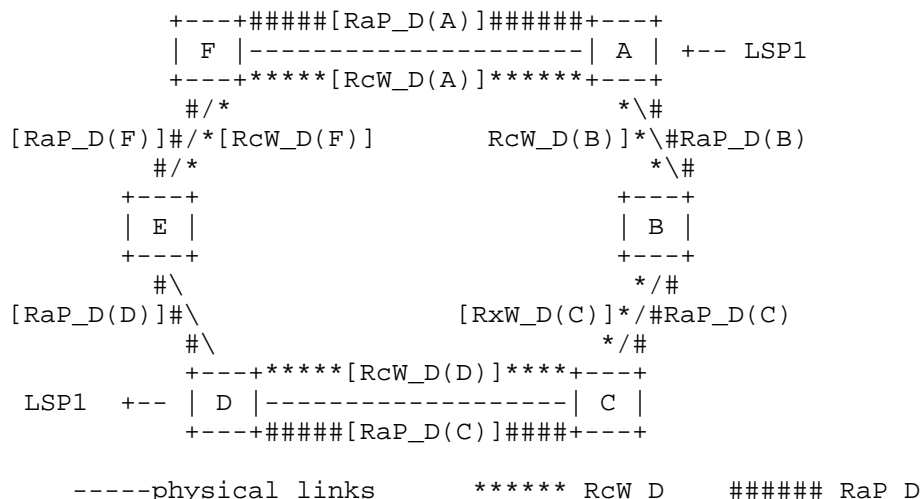 +---+#####[RaP_D(A)]######+---+
| F |----------------------| A | +-- LSP1
+---+*****[RcW_D(A)]******+---+
#/* *\#
[RaP_D(F)]#/*[RcW_D(F)] RcW_D(B)]*\#RaP_D(B)
#/* *\#
+---+ +---+
| E | | B |
+---+ +---+
#\ */#
[RaP_D(D)]#\ [RxW_D(C)]*/#RaP_D(C)
#\ */#
+---+*****[RcW_D(D)]****+---+
LSP1 +-- | D |--------------------| C |
+---+#####[RaP_D(C)]####+---+
-----physical links ****** RcW_D ###### RaP_D